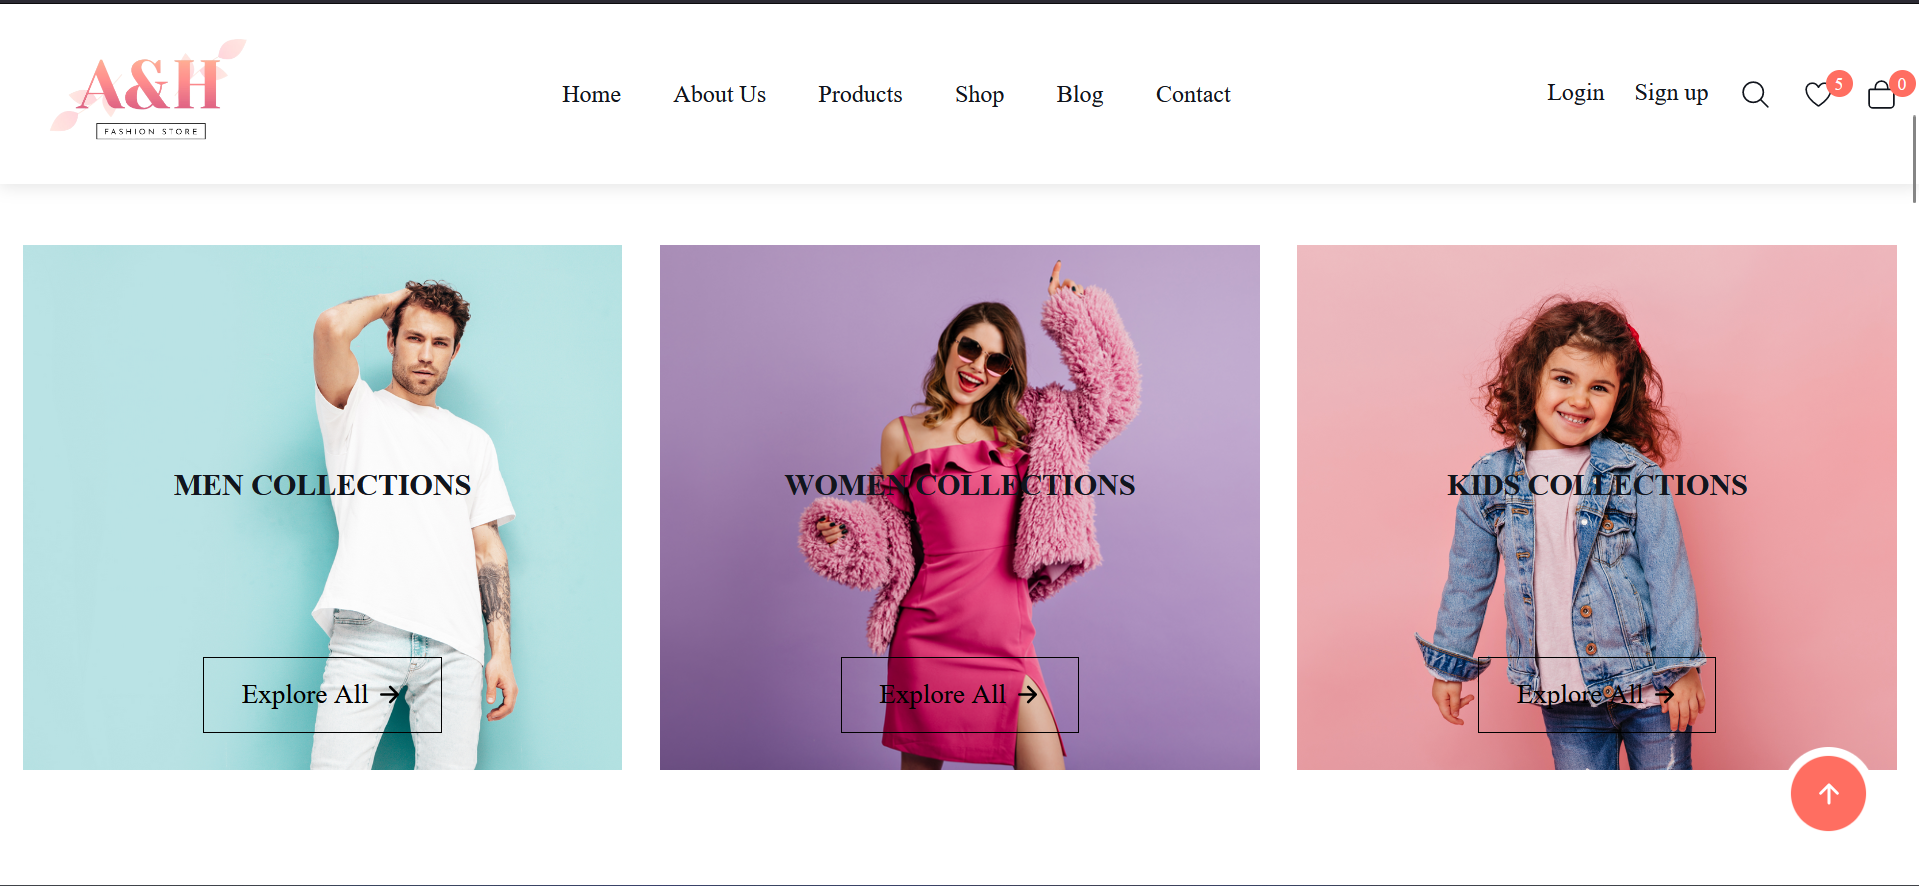 A&H
FASHION STORE
Home About Us Products Shop Blog Contact
Login Sign up 5 0
MEN COLLECTIONS
Explore All
WOMEN COLLECTIONS
Explore All
KIDS COLLECTIONS
Explore All